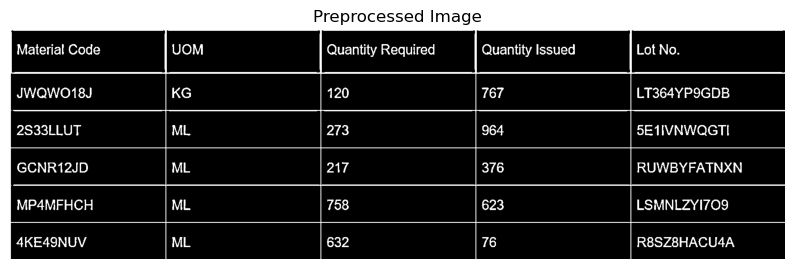 Preprocessed Image
Material Code UOM Quantity Required Quantity Issued Lot No.
JWQWO18J KG 120 767 LT364YP9GDB
2S33LLUT ML 273 964 5E1IVNWQGTI
GCNR12JD ML 217 376 RUWBYFATNXN
MP4MFHCH ML 758 623 LSMNLZYI7O9
4KE49NUV ML 632 76 R8SZ8HACU4A